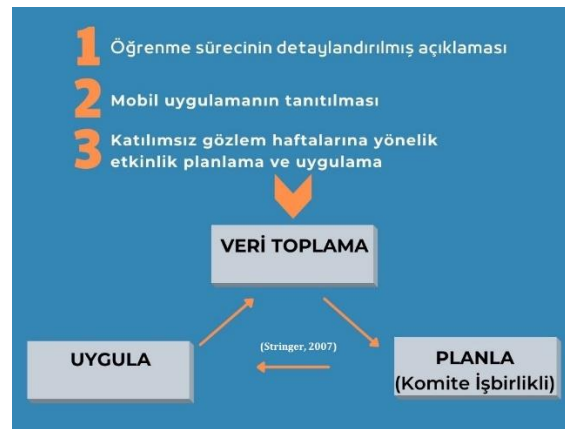 1 Öğrenme sürecinin detaylandırılmış açıklaması
2 Mobil uygulamanın tanıtılması
3 Katılımsız gözlem haftalarına yönelik
etkinlik planlama ve uygulama
VERİ TOPLAMA
(Stringer, 2007)
UYGULA
PLANLA
(Komite İşbirlikli)